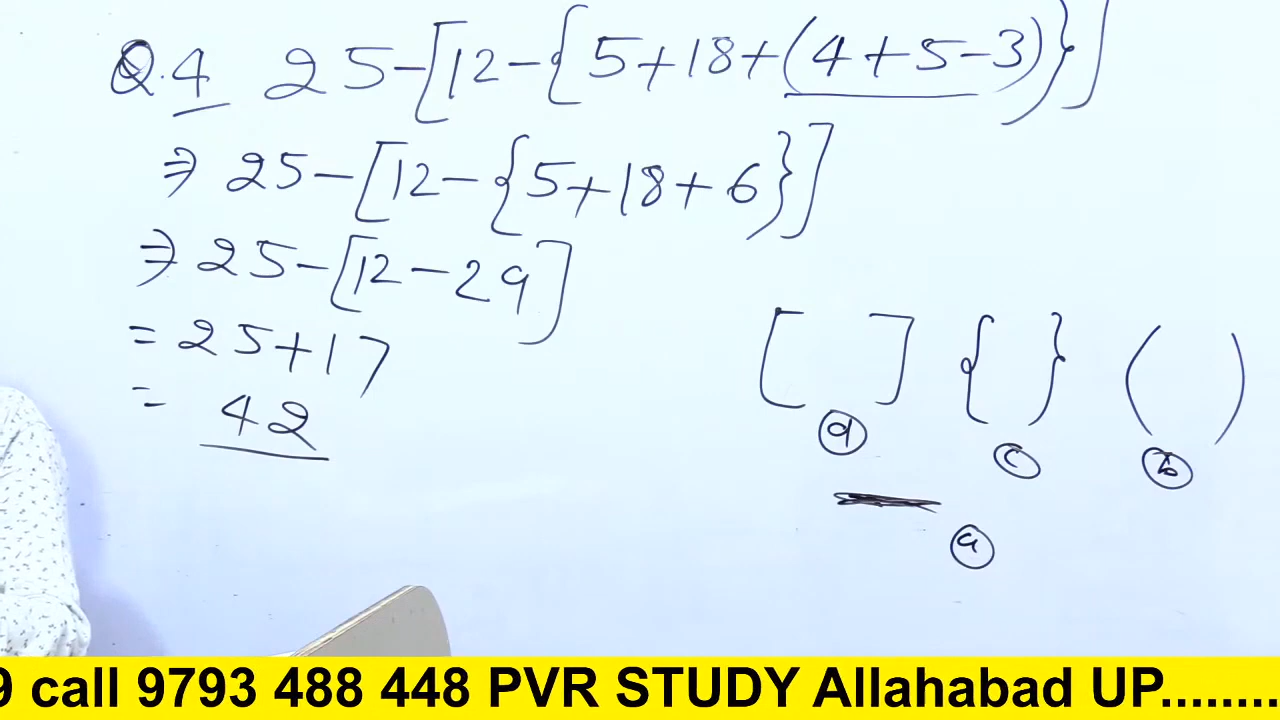 Q.4 25-[12-{5+18+(4+5-3)}]
⇒ 25-[12-{5+18+6}]
⇒ 25-[12-29]
= 25+17
= 42
[ ] { } ( )
d c b
a
9 call 9793 488 448 PVR STUDY Allahabad UP........